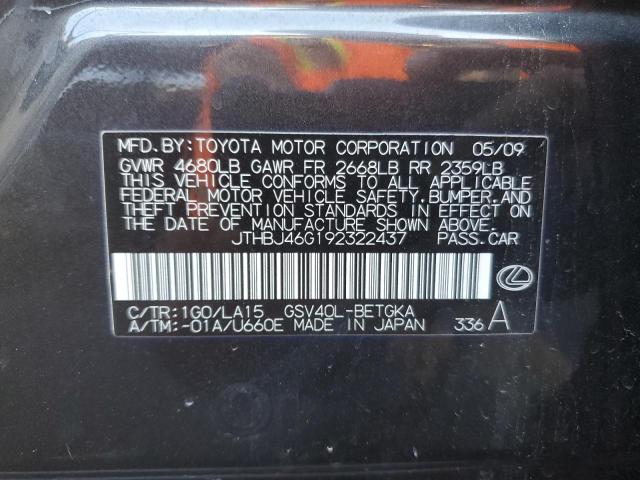 MFD.BY:TOYOTA MOTOR CORPORATION 05/09
GVWR 4680LB GAWR FR 2668LB RR 2359LB
THIS VEHICLE CONFORMS TO ALL APPLICABLE
FEDERAL MOTOR VEHICLE SAFETY,BUMPER,AND
THEFT PREVENTION STANDARDS IN EFFECT ON
THE DATE OF MANUFACTURE SHOWN ABOVE.
JTHBJ46G192322437 PASS.CAR
C/TR:1G0/LA15 GSV40L-BETGKA
A/TM:-01A/U660E MADE IN JAPAN 336 A